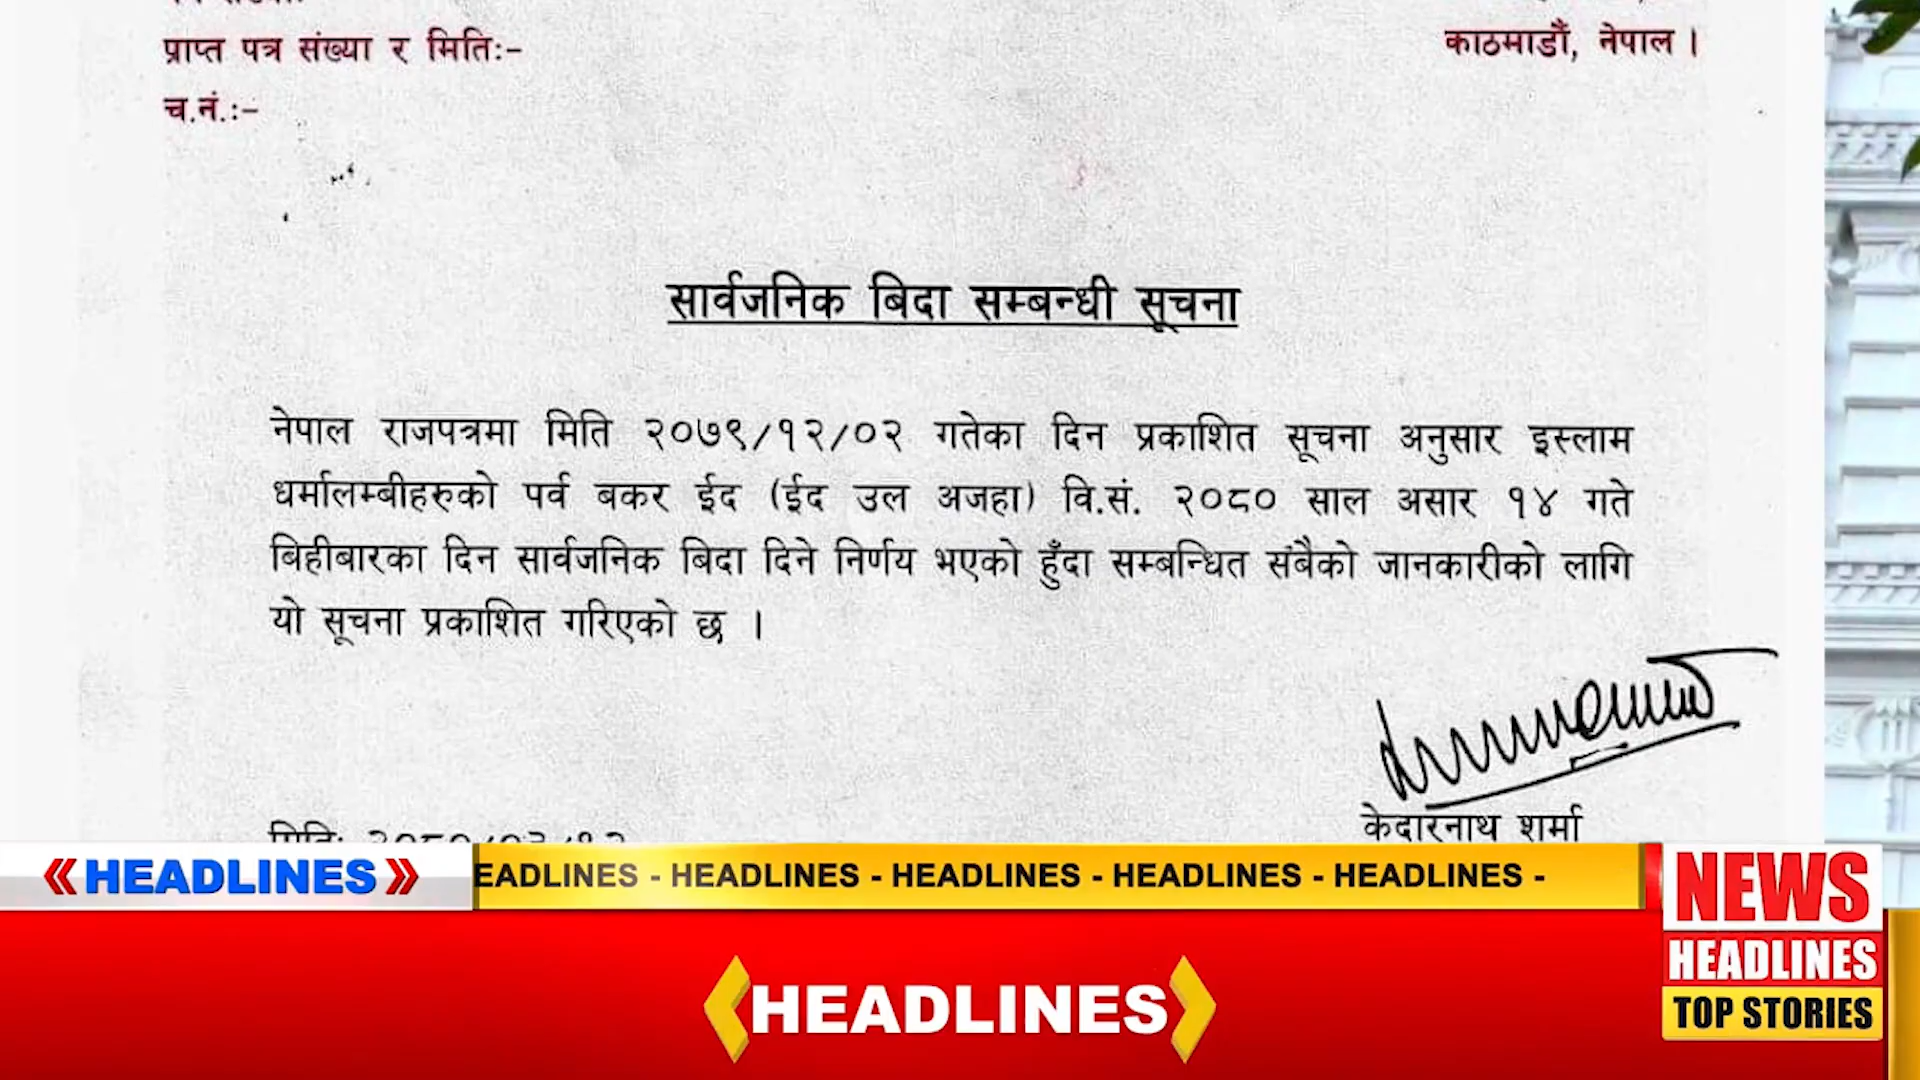 प्राप्त पत्र संख्या र मितिः-
काठमाडौं, नेपाल ।
च.नं.:-
सार्वजनिक बिदा सम्बन्धी सूचना
नेपाल राजपत्रमा मिति २०७९/१२/०२ गतेका दिन प्रकाशित सूचना अनुसार इस्लाम
धर्मालम्बीहरुको पर्व बकर ईद (ईद उल अजहा) वि.सं. २०८० साल असार १४ गते
बिहीबारका दिन सार्वजनिक बिदा दिने निर्णय भएको हुँदा सम्बन्धित संबैको जानकारीको लागि
यो सूचना प्रकाशित गरिएको छ ।
केदारनाथ शर्मा
HEADLINES
EADLINES - HEADLINES - HEADLINES - HEADLINES - HEADLINES -
HEADLINES
NEWS
HEADLINES
TOP STORIES